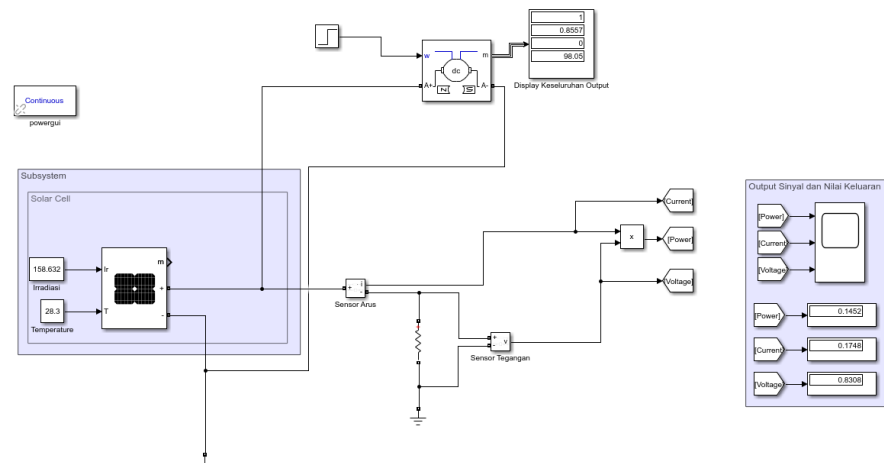 1
0.8557
0
98.05
Display Keseluruhan Output
w
m
dc
A+
A-
Continuous
powergui
Subsystem
Solar Cell
158.632
Irradiasi
28.3
Temperature
Ir
T
m
+
-
+
i
-
Sensor Arus
+
-
v
Sensor Tegangan
x
[Current]
[Power]
[Voltage]
Output Sinyal dan Nilai Keluaran
[Power]
[Current]
[Voltage]
[Power]
0.1452
[Current]
0.1748
[Voltage]
0.8308